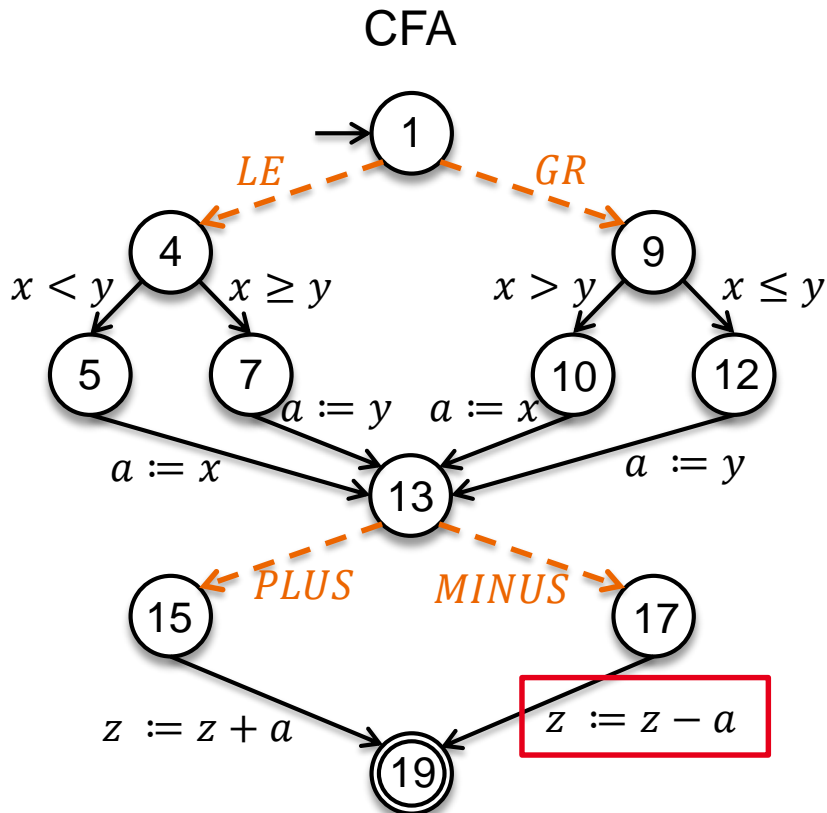 CFA
1
LE GR
4 9
x < y x ≥ y x > y x ≤ y
5 7 10 12
a := y a := x
a := x a := y
13
PLUS MINUS
15 17
z := z + a z := z − a
19